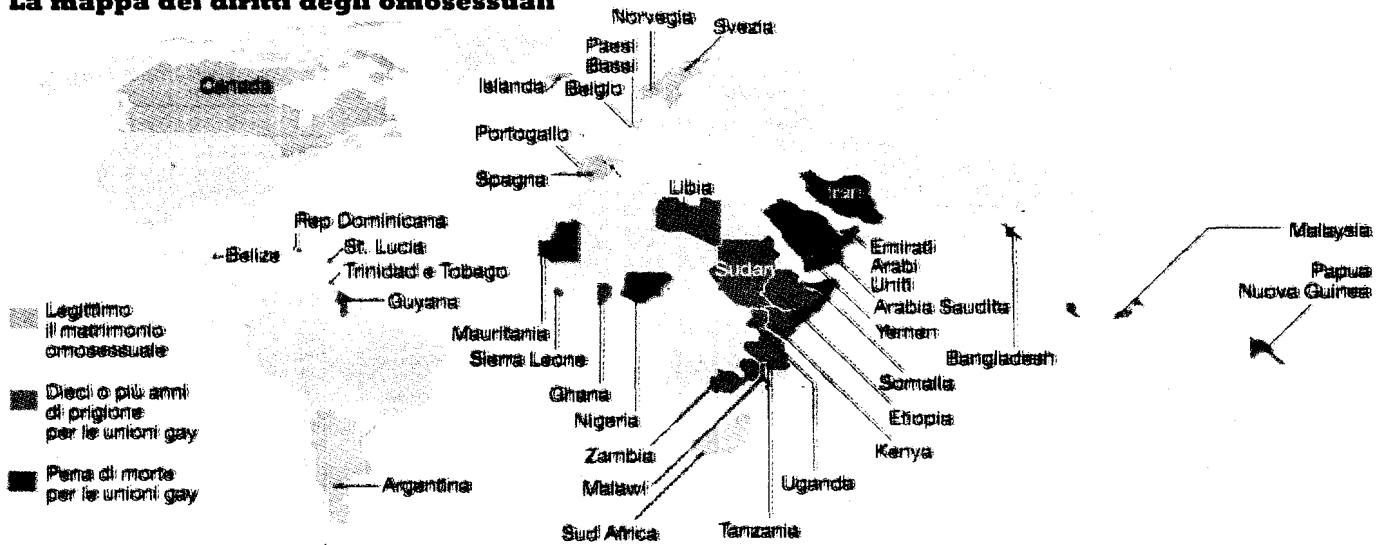 La mappa dei diritti degli omosessuali
Norvegia
Svezia
Paesi
Bassi
Canada
Islanda
Belgio
Portogallo
Spagna
Libia
Iran
Rep Dominicana
Belize
St. Lucia
Trinidad e Tobago
Guyana
Sudan
Emirati
Arabi
Uniti
Arabia Saudita
Yemen
Malaysia
Papua
Nuova Guinea
Legittimo
il matrimonio
omosessuale
Mauritania
Sierra Leone
Bangladesh
Somalia
Dieci o più anni
di prigione
per le unioni gay
Ghana
Nigeria
Etiopia
Kenya
Zambia
Pena di morte
per le unioni gay
Argentina
Malawi
Uganda
Sud Africa
Tanzania